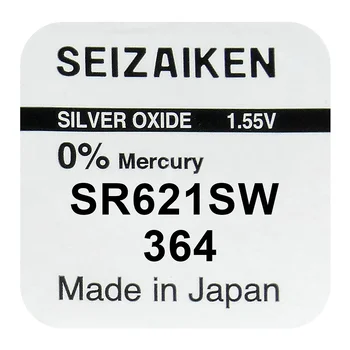 SEIZAIKEN
SILVER OXIDE 1.55V
0% Mercury
SR621SW
364
Made in Japan